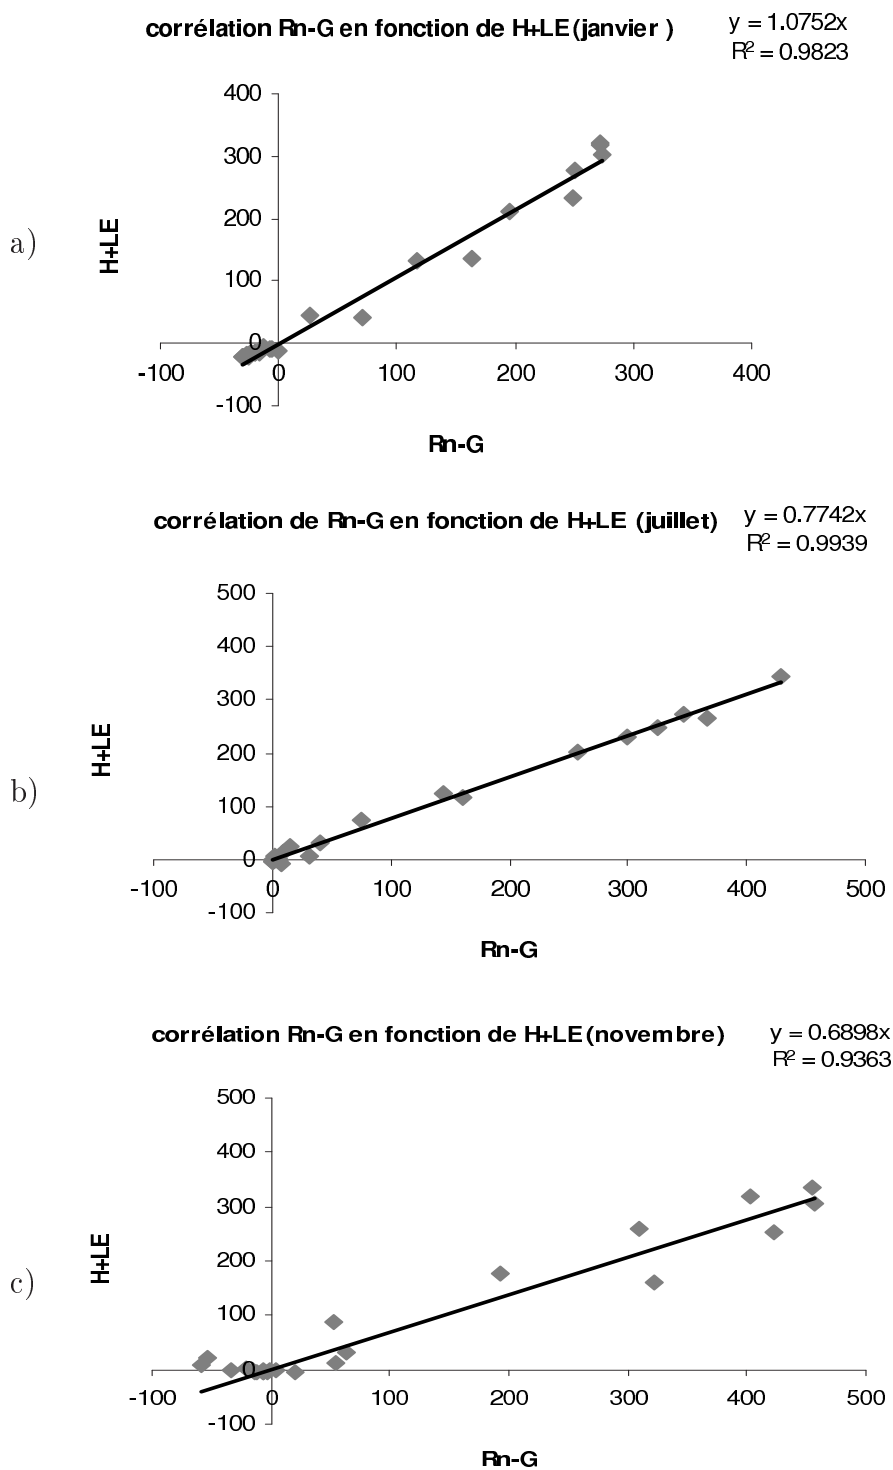 corrélation Rn-G en fonction de H+LE (janvier )
y = 1.0752x
R² = 0.9823
400
300
200
100
0
-100
-100 0 100 200 300 400
H+LE
Rn-G
a)
corrélation de Rn-G en fonction de H+LE (juillet)
y = 0.7742x
R² = 0.9939
500
400
300
200
100
0
-100
-100 0 100 200 300 400 500
H+LE
Rn-G
b)
corrélation Rn-G en fonction de H+LE (novembre)
y = 0.6898x
R² = 0.9363
500
400
300
200
100
0
-100
-100 0 100 200 300 400 500
H+LE
Rn-G
c)